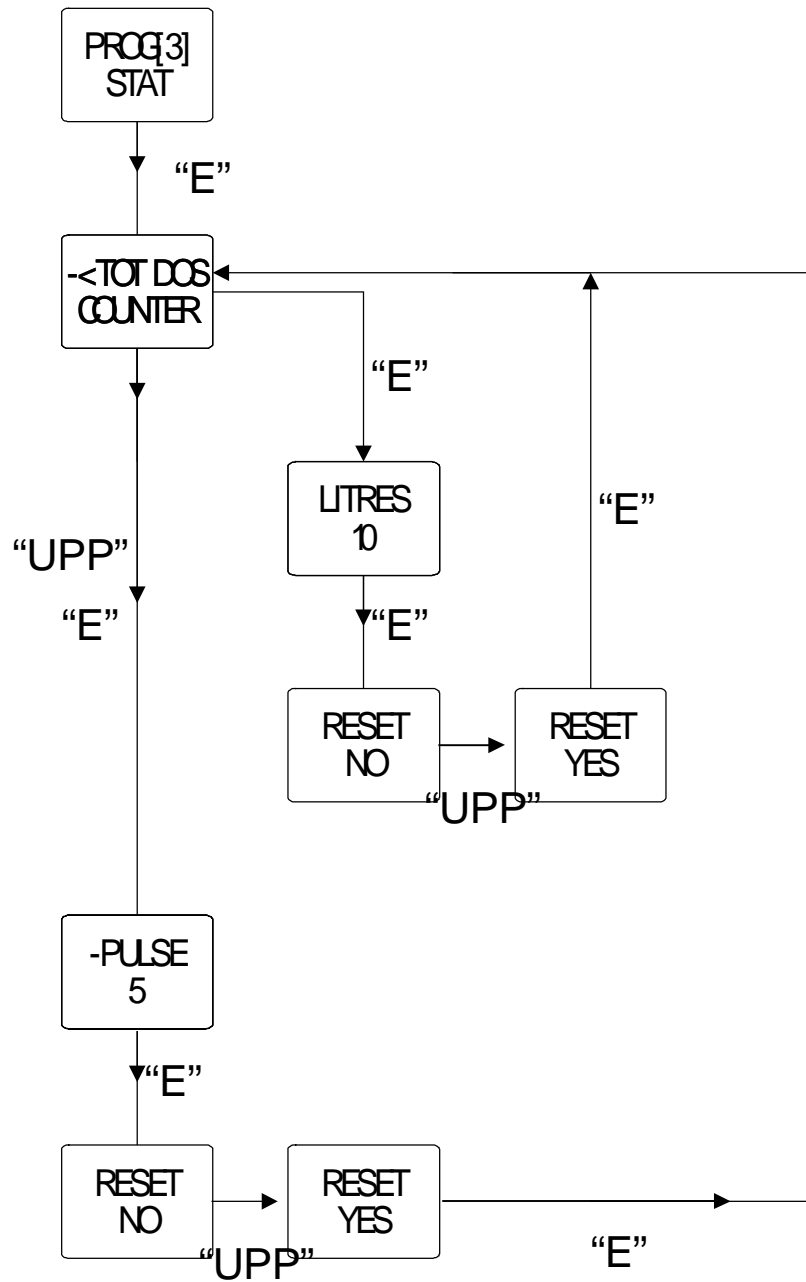 PROG[3]
STAT
“E”
-<TOT DOS
COUNTER
“E”
LITRES
10
“E”
“UPP”
“E”
“E”
RESET
NO
RESET
YES
“UPP”
-PULSE
5
“E”
RESET
NO
RESET
YES
“UPP”
“E”